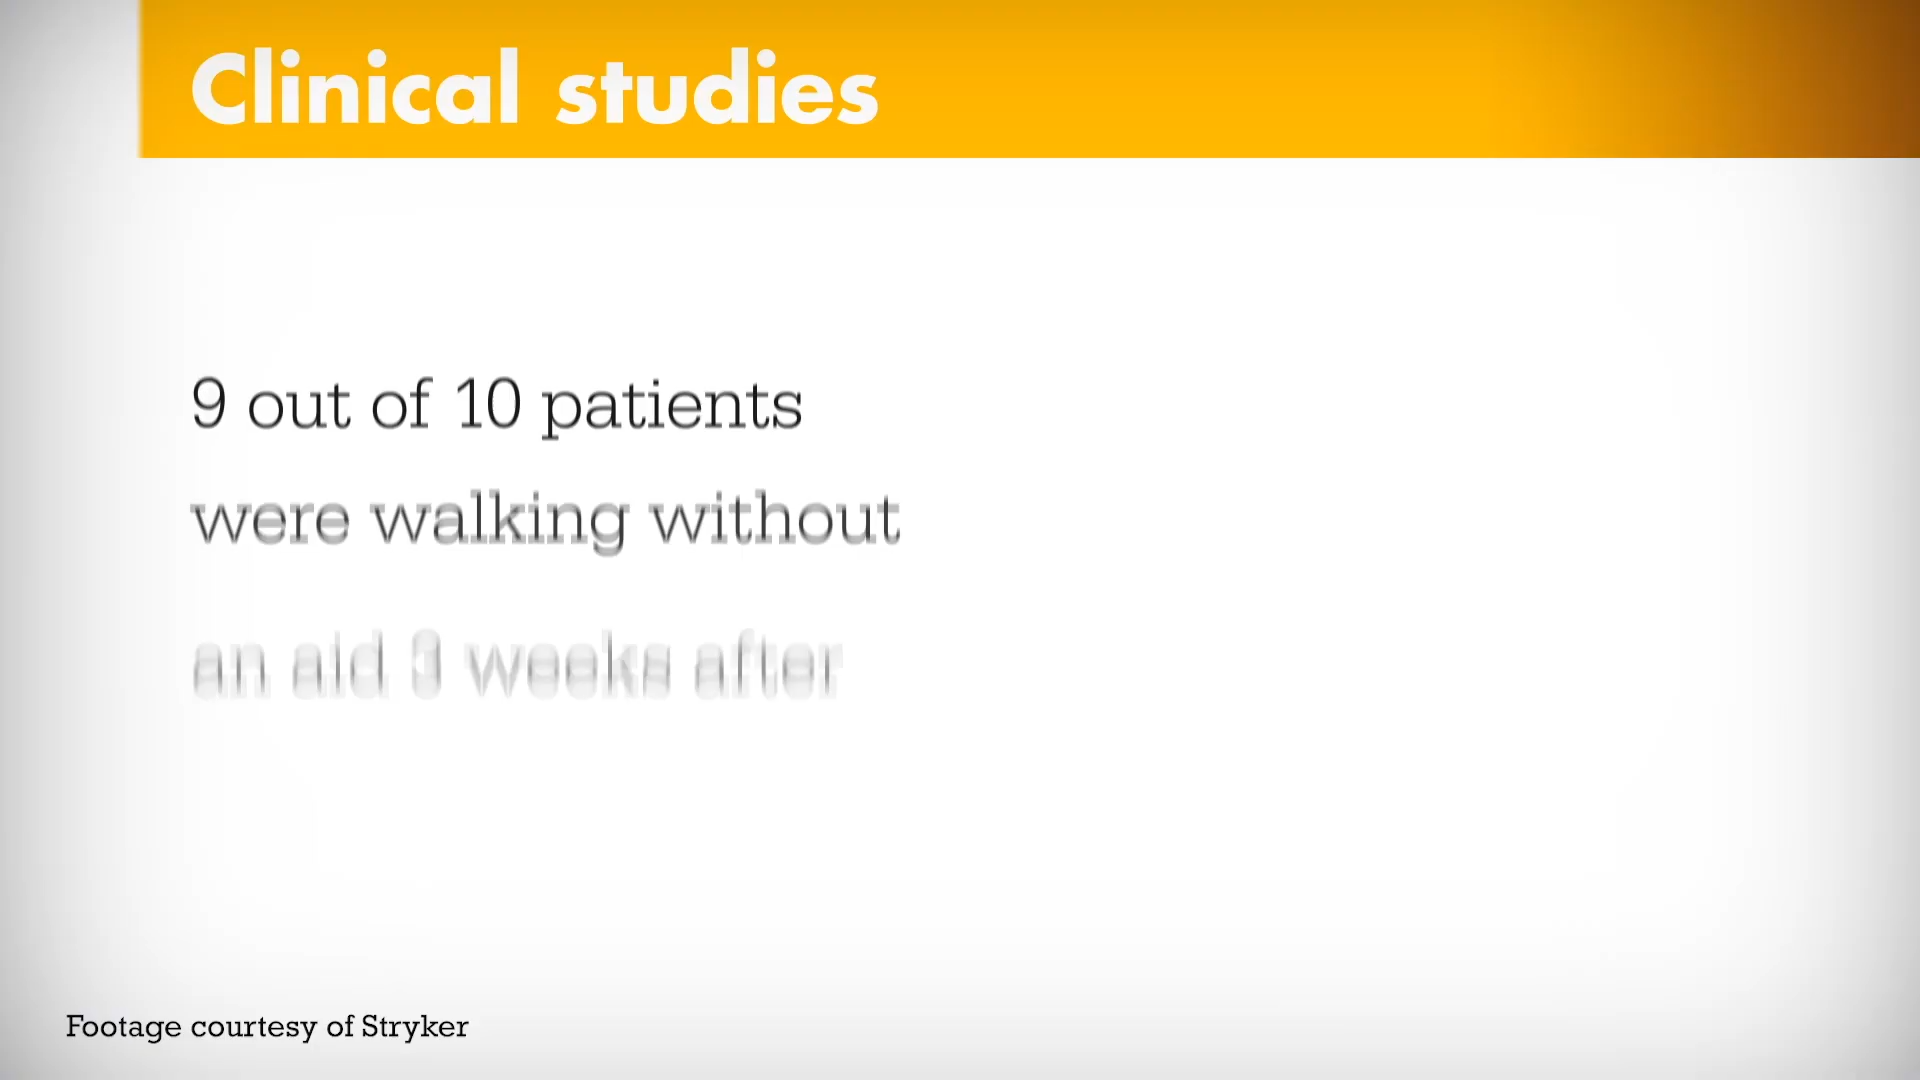 Clinical studies
9 out of 10 patients
were walking without
an aid weeks after
Footage courtesy of Stryker